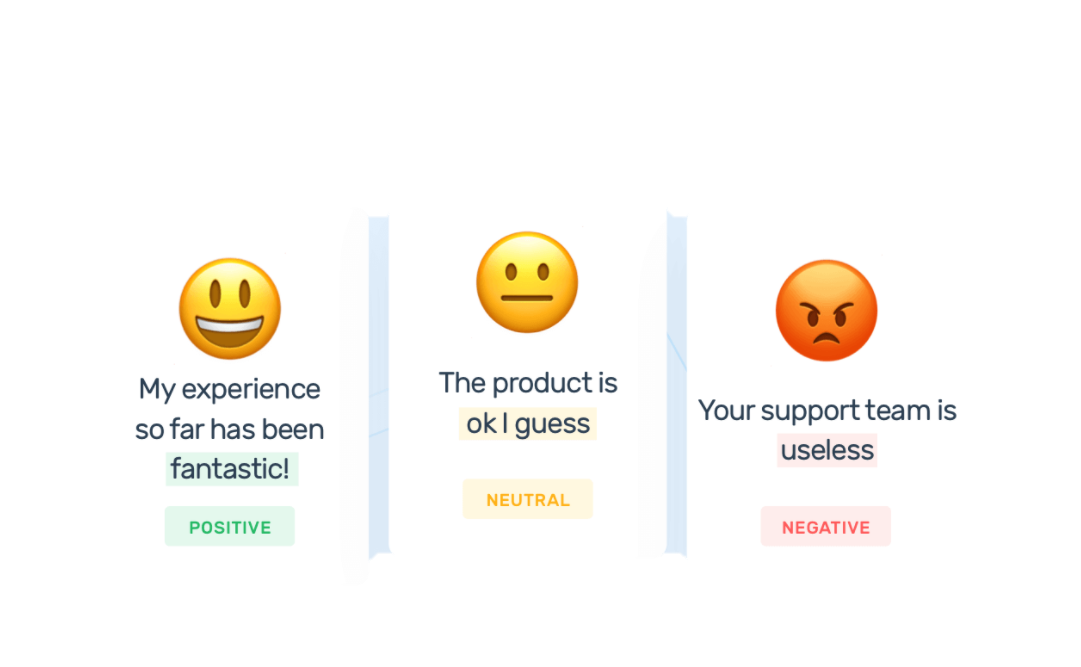 My experience
so far has been
fantastic!
POSITIVE
The product is
ok I guess
NEUTRAL
Your support team is
useless
NEGATIVE